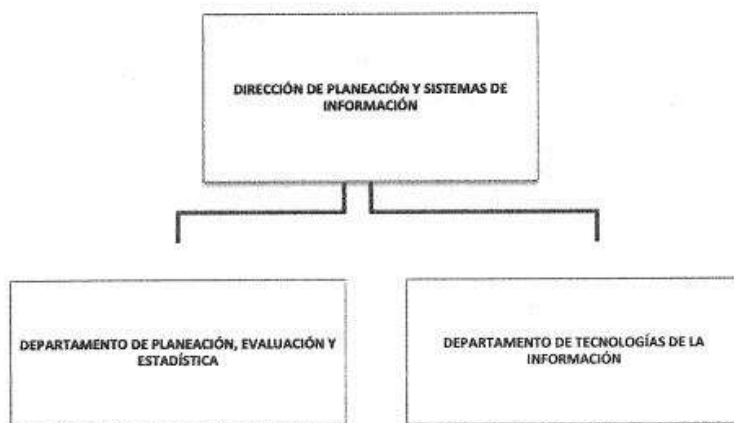 DIRECCIÓN DE PLANEACIÓN Y SISTEMAS DE
INFORMACIÓN
DEPARTAMENTO DE PLANEACIÓN, EVALUACIÓN Y
ESTADÍSTICA
DEPARTAMENTO DE TECNOLOGÍAS DE LA
INFORMACIÓN